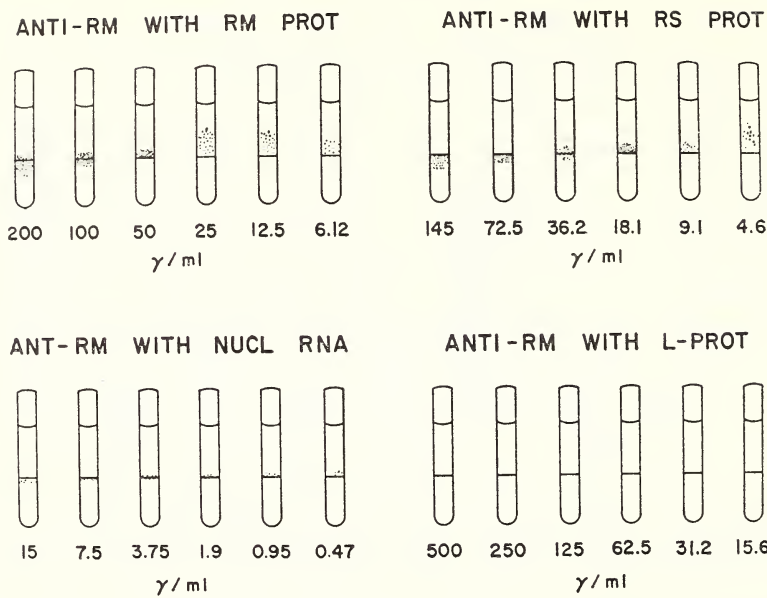 ANTI-RM WITH RM PROT
200 100 50 25 12.5 6.12
γ/ml
ANTI-RM WITH RS PROT
145 72.5 36.2 18.1 9.1 4.6
γ/ml
ANT-RM WITH NUCL RNA
15 7.5 3.75 1.9 0.95 0.47
γ/ml
ANTI-RM WITH L-PROT
500 250 125 62.5 31.2 15.6
γ/ml